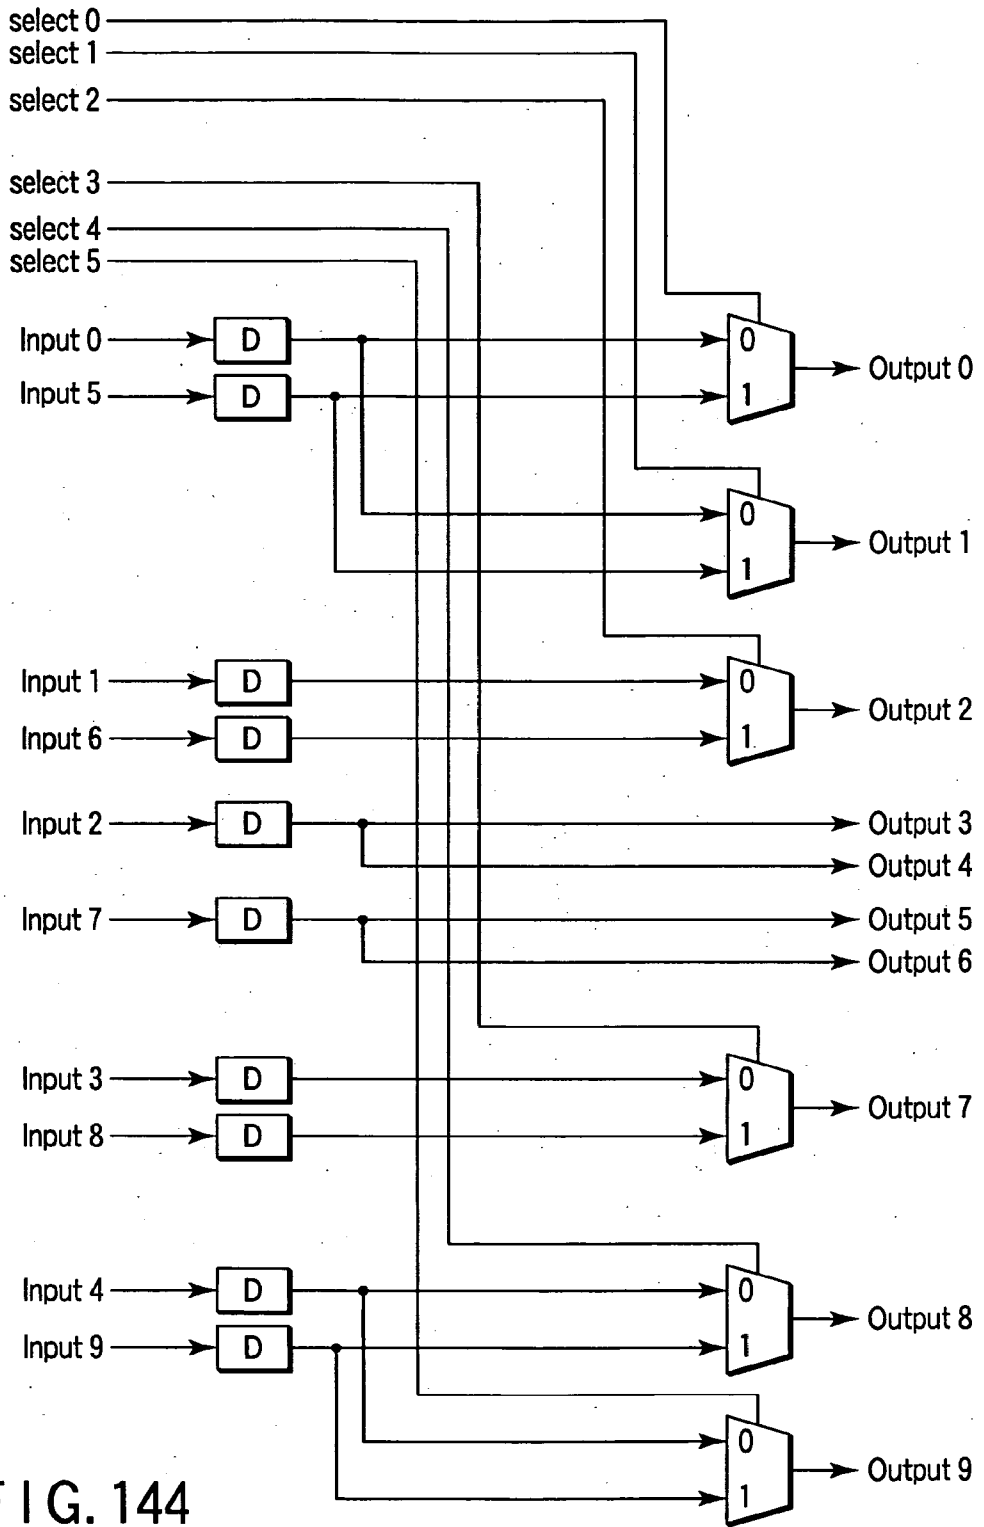 select 0
select 1
select 2
select 3
select 4
select 5
Input 0
D
0
Output 0
Input 5
D
1
0
Output 1
1
Input 1
D
0
Output 2
Input 6
D
1
Input 2
D
Output 3
Output 4
Input 7
D
Output 5
Output 6
Input 3
D
0
Output 7
Input 8
D
1
Input 4
D
0
Output 8
Input 9
D
1
0
Output 9
1
FIG. 144